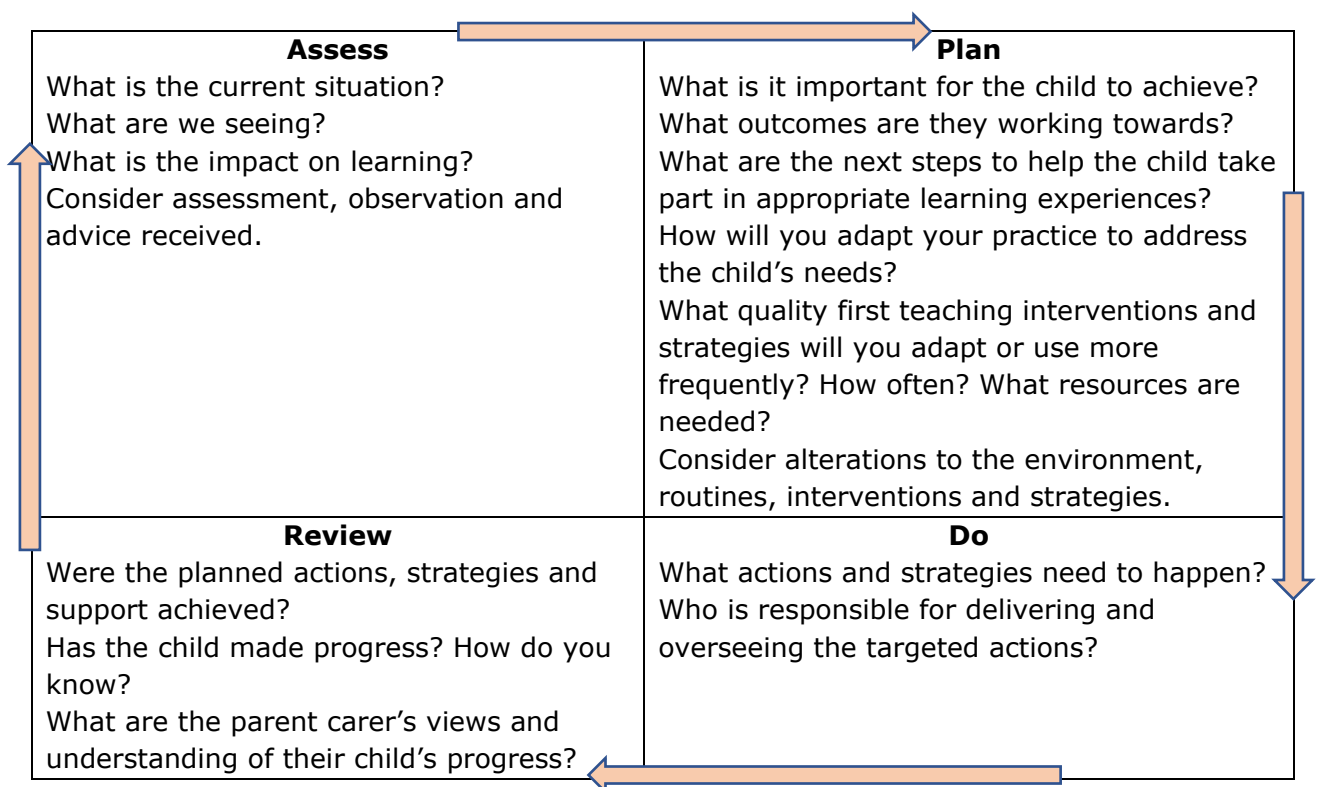 Assess
What is the current situation?
What are we seeing?
What is the impact on learning?
Consider assessment, observation and
advice received.
Plan
What is it important for the child to achieve?
What outcomes are they working towards?
What are the next steps to help the child take
part in appropriate learning experiences?
How will you adapt your practice to address
the child’s needs?
What quality first teaching interventions and
strategies will you adapt or use more
frequently? How often? What resources are
needed?
Consider alterations to the environment,
routines, interventions and strategies.
Review
Were the planned actions, strategies and
support achieved?
Has the child made progress? How do you
know?
What are the parent carer’s views and
understanding of their child’s progress?
Do
What actions and strategies need to happen?
Who is responsible for delivering and
overseeing the targeted actions?